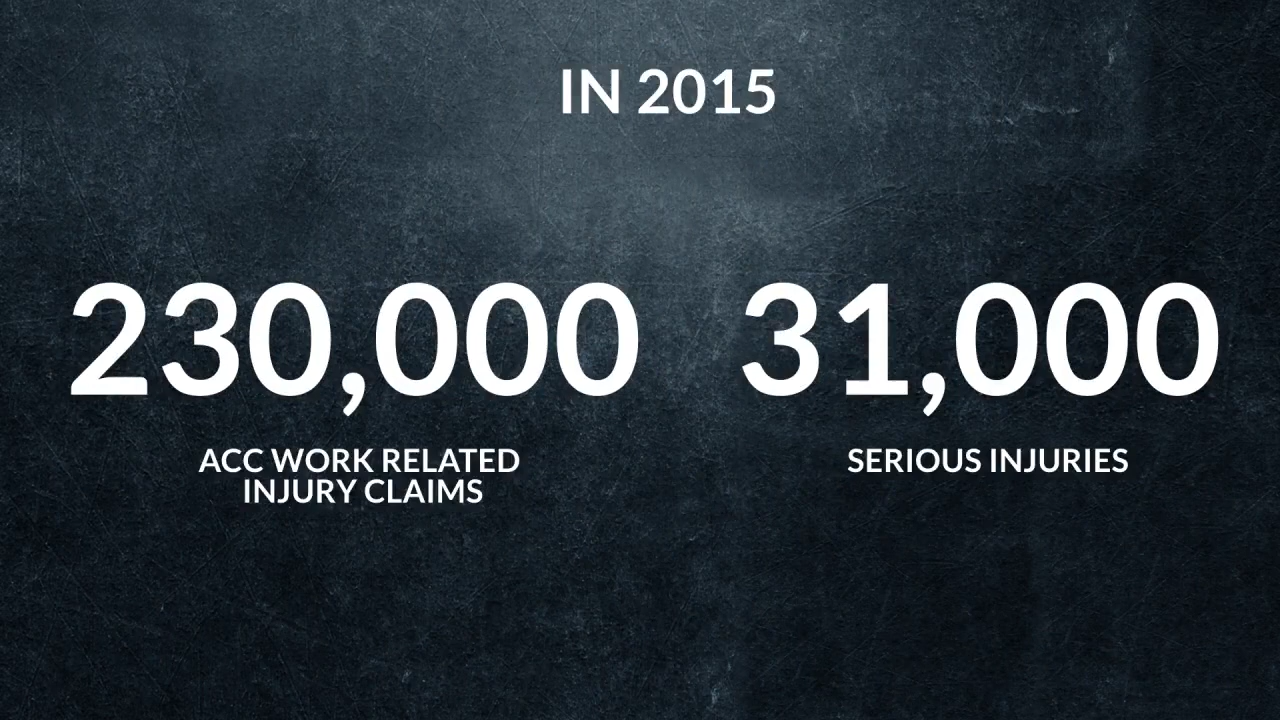 IN 2015
230,000
31,000
ACC WORK RELATED
INJURY CLAIMS
SERIOUS INJURIES